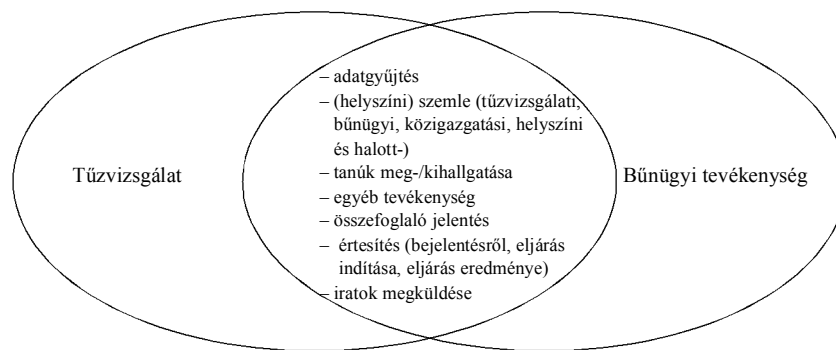 Tűzvizsgálat
– adatgyűjtés
– (helyszíni) szemle (tűzvizsgálati,
bűnügyi, közigazgatási, helyszíni
és halott-)
– tanúk meg-/kihallgatása
– egyéb tevékenység
– összefoglaló jelentés
– értesítés (bejelentésről, eljárás
indítása, eljárás eredménye)
– iratok megküldése
Bűnügyi tevékenység